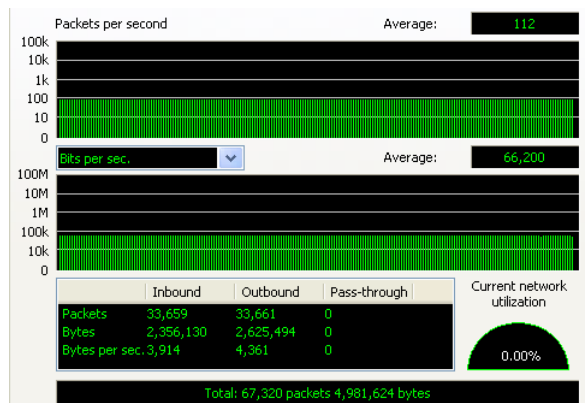 Packets per second Average: 112
100k
10k
1k
100
10
0
Bits per sec. Average: 66,200
100M
10M
1M
100k
10k
0
Inbound Outbound Pass-through Current network utilization
Packets 33,659 33,661 0
Bytes 2,356,130 2,625,494 0
Bytes per sec. 3,914 4,361 0
0.00%
Total: 67,320 packets 4,981,624 bytes